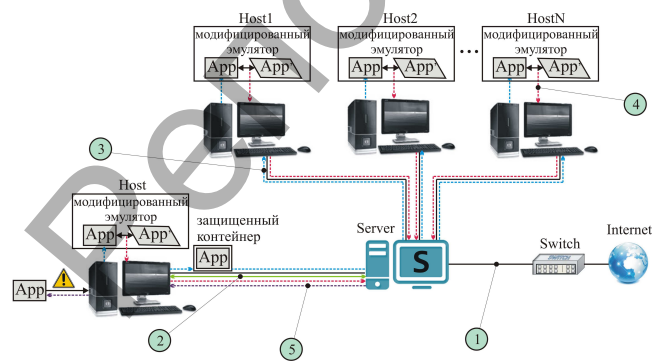 Host1
модифицированный
эмулятор
App App'
Host2
модифицированный
эмулятор
App App'
...
HostN
модифицированный
эмулятор
App App'
4
3
Host
модифицированный
эмулятор
App App'
защищенный
контейнер
App
Server
S
Switch
SWITCH
Internet
App
2
5
1
Репо